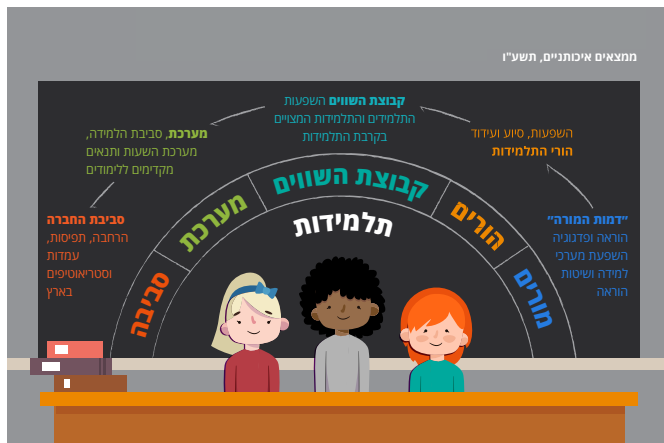 ממצאים איכותניים, תשע"ו
"דמות המורה"
הוראה ופדגוגיה
השפעת מערכי
למידה ושיטות
הוראה
השפעות, סיוע ועידוד
הורי התלמידות
קבוצת השווים השפעות
התלמידים והתלמידות המצויים
בקרבת התלמידות
מערכת, סביבת הלמידה,
מערכת השעות ותנאים
מקדימים ללימודים
סביבת החברה
הרחבה, תפיסות,
עמדות
וסטריאוטיפים
בארץ
מורים
הורים
קבוצת השווים
מערכת
סביבה
תלמידות